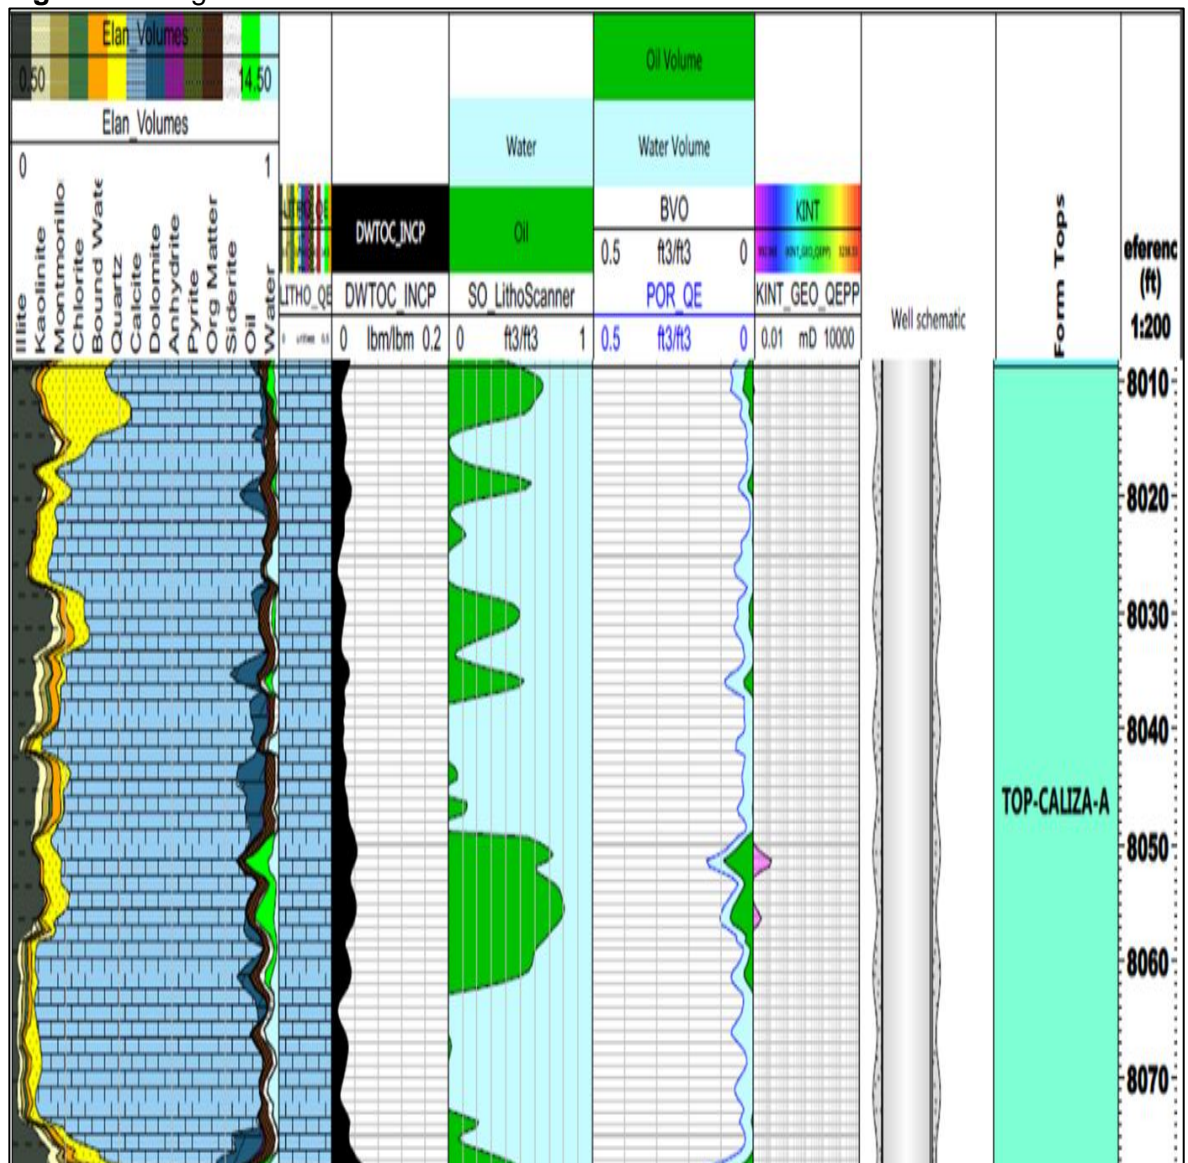 Elan_Volumes
0.50 14.50
Elan_Volumes
0 1
Illite
Kaolinite
Montmorillo
Chlorite
Bound Wate
Quartz
Calcite
Dolomite
Anhydrite
Pyrite
Org Matter
Siderite
Oil
Water
LITHO_QE
DWTOC_INCP
DWTOC_INCP
0 lbm/lbm 0.2
Water
Oil
SO_LithoScanner
0 ft3/ft3 1
Oil Volume
Water Volume
BVO
0.5 ft3/ft3 0
POR_QE
0.5 ft3/ft3 0
KINT
KINT_GEO_QEPP
0.01 mD 10000
Well schematic
Form Tops
eferenc
(ft)
1:200
8010
8020
8030
8040
TOP-CALIZA-A
8050
8060
8070